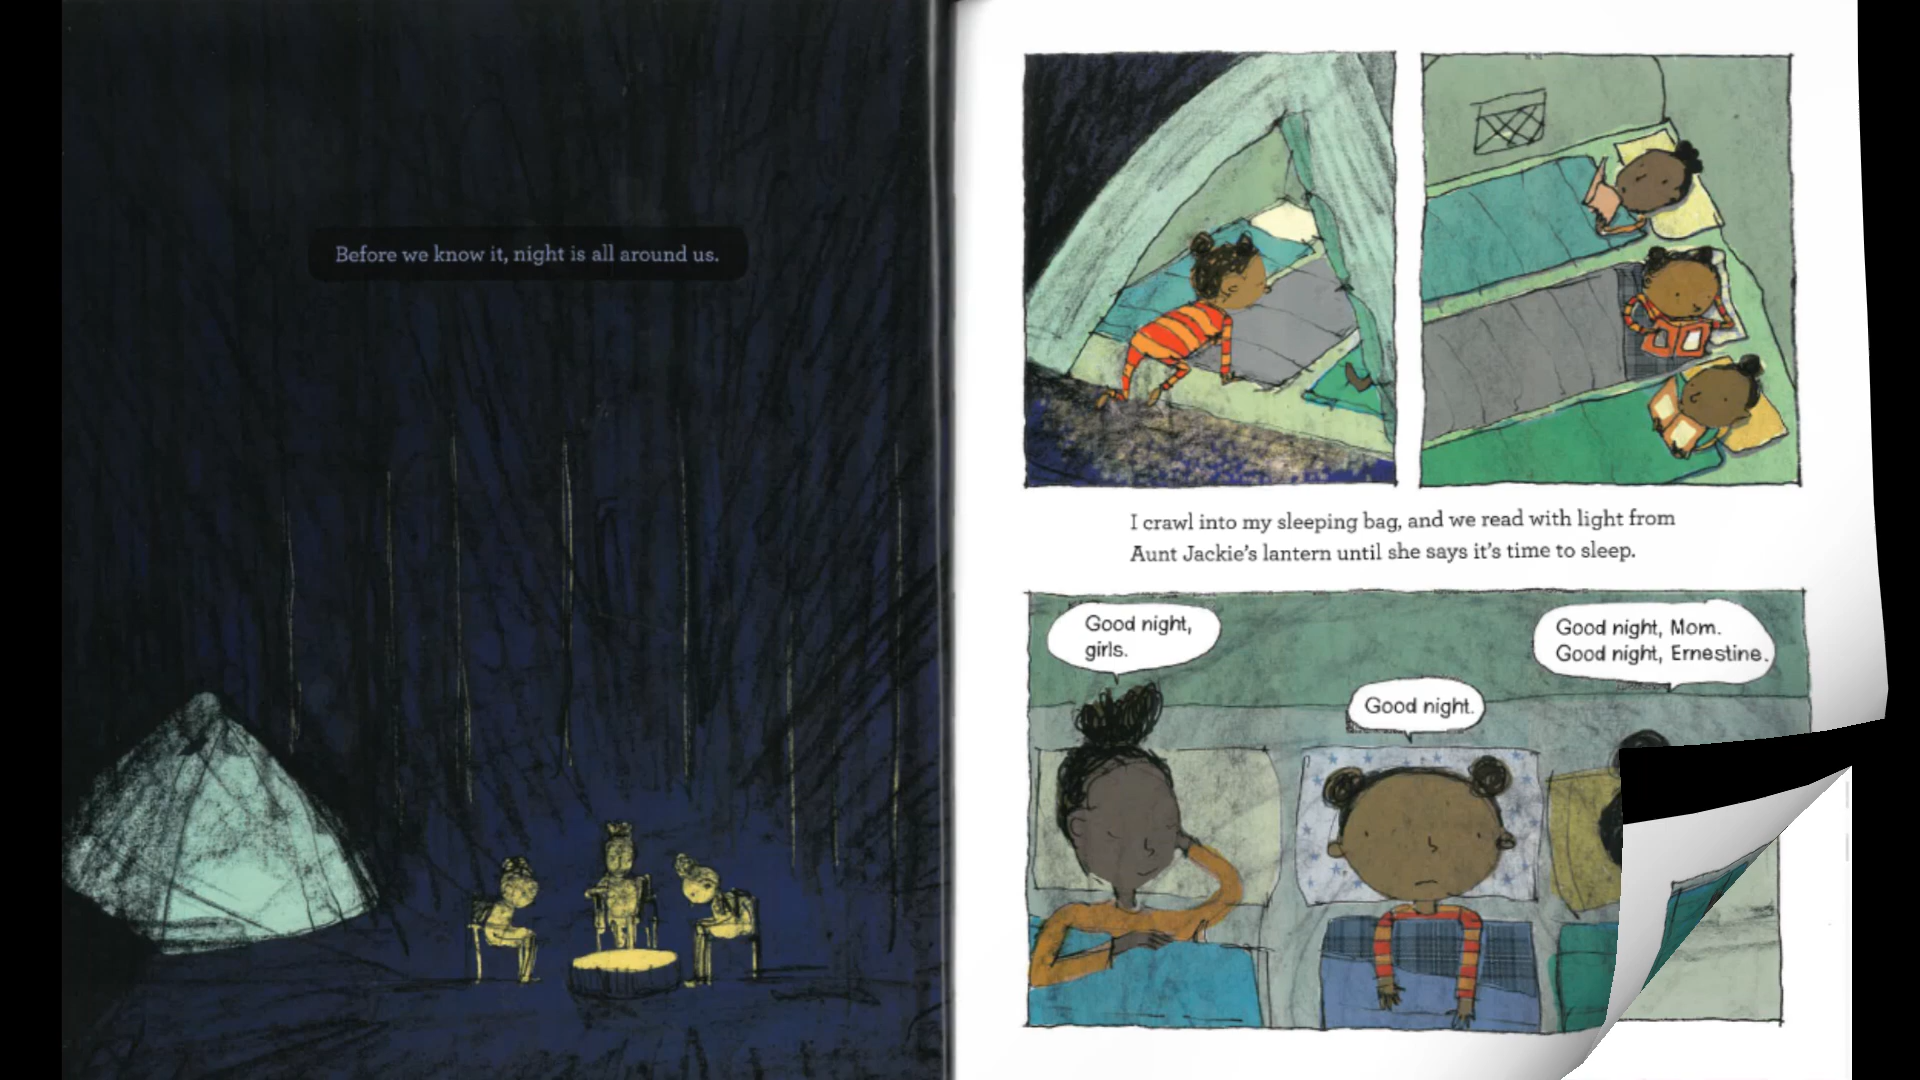 Before we know it, night is all around us.
I crawl into my sleeping bag, and we read with light from
Aunt Jackie's lantern until she says it's time to sleep.
Good night,
girls.
Good night.
Good night, Mom.
Good night, Ernestine.